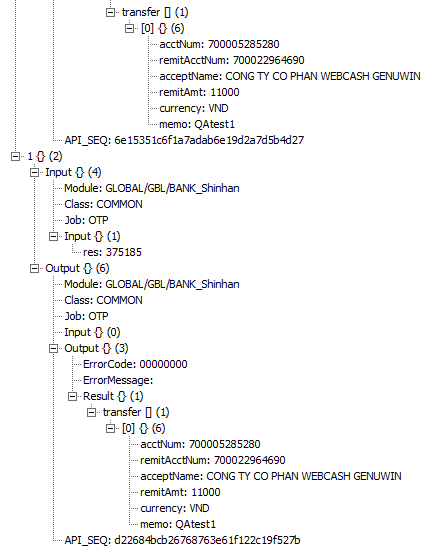 transfer [] (1)
[0] {} (6)
acctNum: 700005285280
remitAcctNum: 700022964690
acceptName: CONG TY CO PHAN WEBCASH GENUWIN
remitAmt: 11000
currency: VND
memo: QAtest1
API_SEQ: 6e15351c6f1a7adab6e19d2a7d5b4d27
1 {} (2)
Input {} (4)
Module: GLOBAL/GBL/BANK_Shinhan
Class: COMMON
Job: OTP
Input {} (1)
res: 375185
Output {} (6)
Module: GLOBAL/GBL/BANK_Shinhan
Class: COMMON
Job: OTP
Input {} (0)
Output {} (3)
ErrorCode: 00000000
ErrorMessage:
Result {} (1)
transfer [] (1)
[0] {} (6)
acctNum: 700005285280
remitAcctNum: 700022964690
acceptName: CONG TY CO PHAN WEBCASH GENUWIN
remitAmt: 11000
currency: VND
memo: QAtest1
API_SEQ: d22684bcb26768763e61f122c19f527b